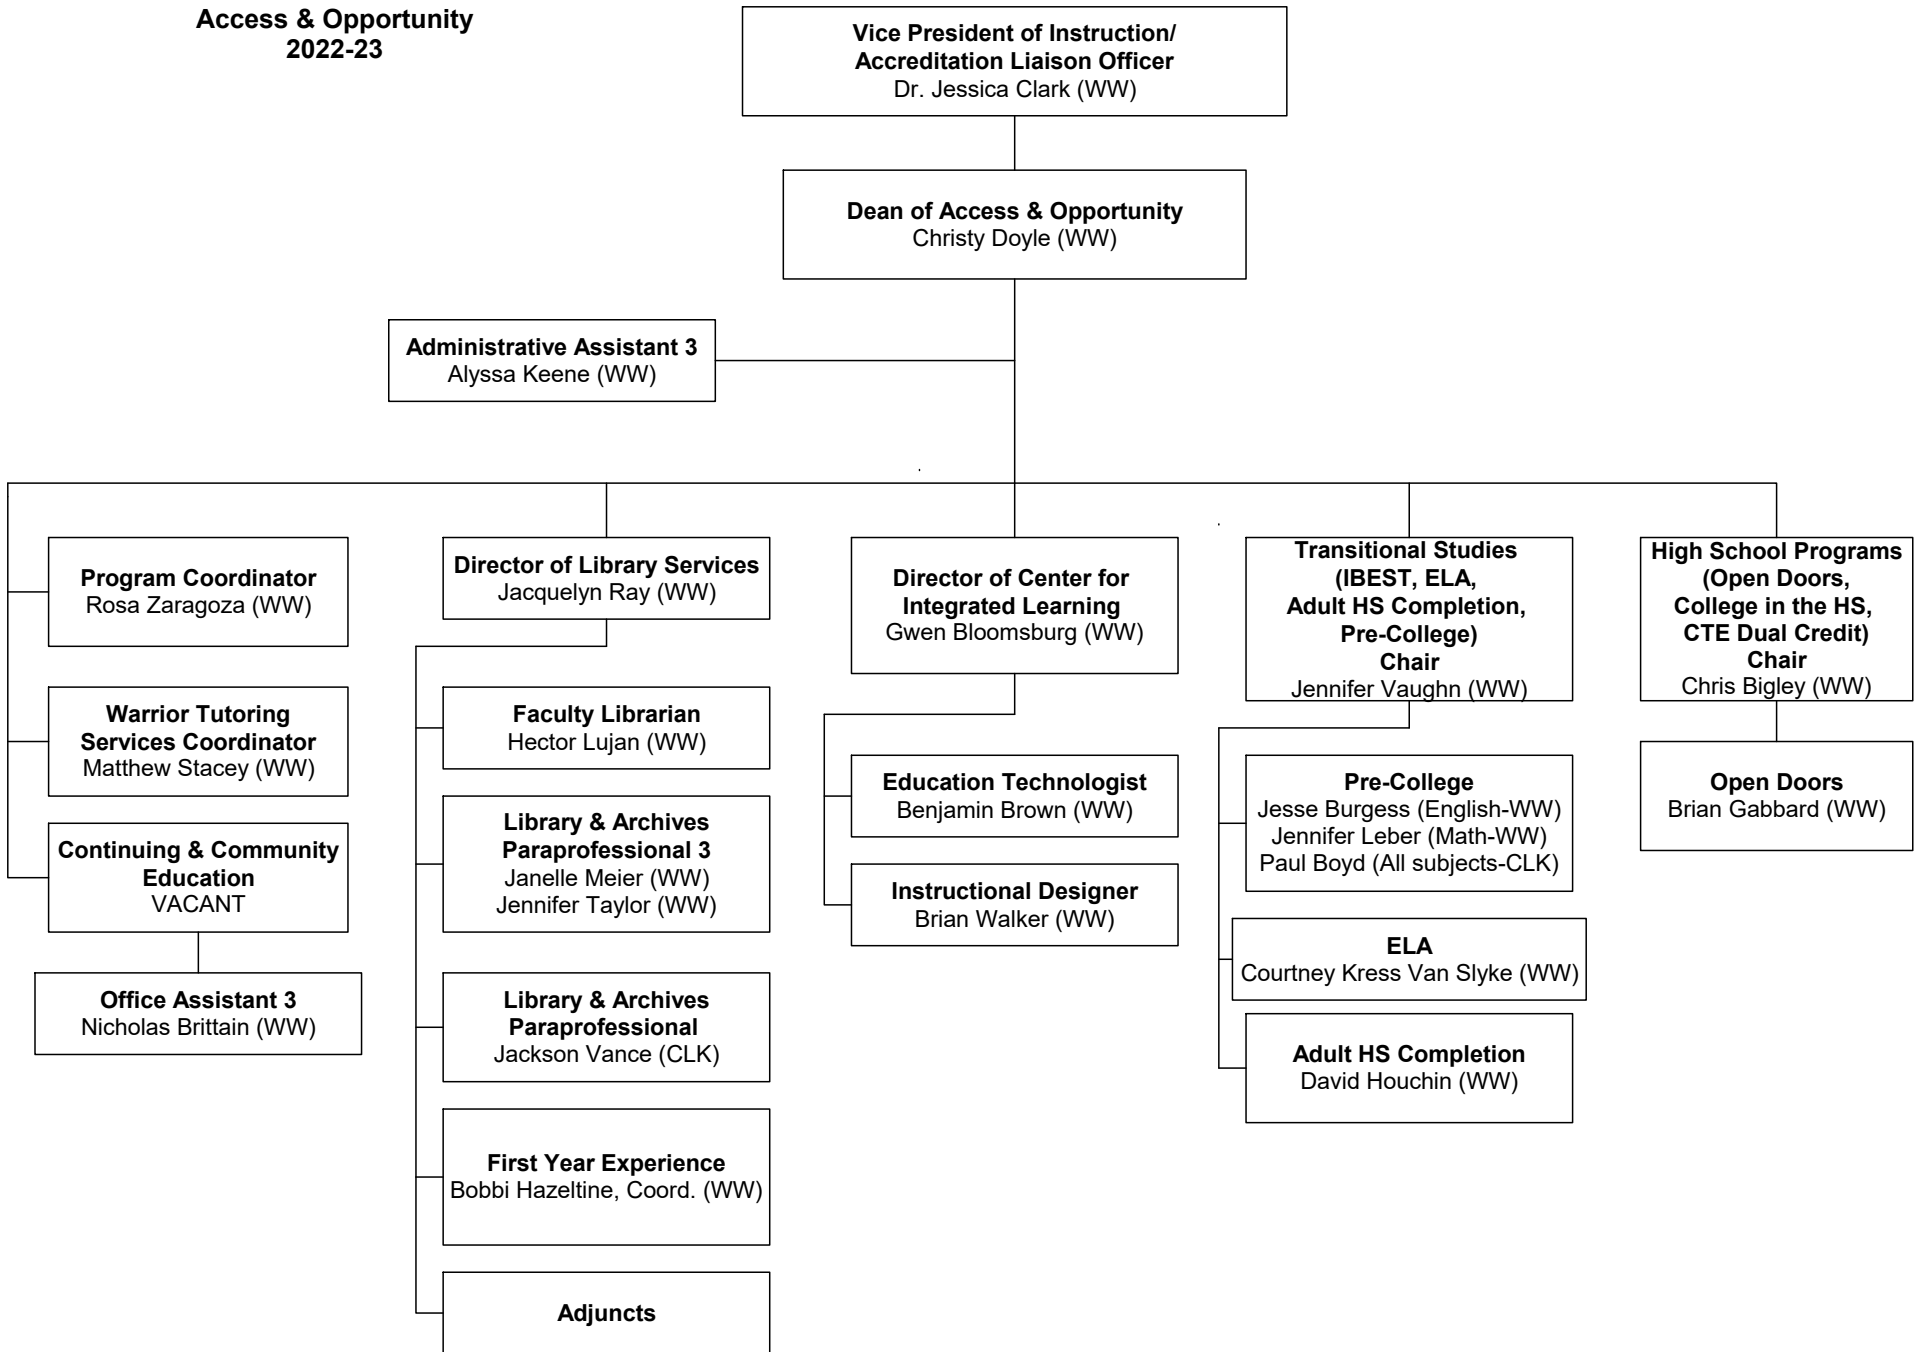 Access & Opportunity
2022-23
Vice President of Instruction/
Accreditation Liaison Officer
Dr. Jessica Clark (WW)
Dean of Access & Opportunity
Christy Doyle (WW)
Administrative Assistant 3
Alyssa Keene (WW)
Program Coordinator
Rosa Zaragoza (WW)
Warrior Tutoring
Services Coordinator
Matthew Stacey (WW)
Continuing & Community
Education
VACANT
Office Assistant 3
Nicholas Brittain (WW)
Director of Library Services
Jacquelyn Ray (WW)
Faculty Librarian
Hector Lujan (WW)
Library & Archives
Paraprofessional 3
Janelle Meier (WW)
Jennifer Taylor (WW)
Library & Archives
Paraprofessional
Jackson Vance (CLK)
First Year Experience
Bobbi Hazeltine, Coord. (WW)
Adjuncts
Director of Center for
Integrated Learning
Gwen Bloomsburg (WW)
Education Technologist
Benjamin Brown (WW)
Instructional Designer
Brian Walker (WW)
Transitional Studies
(IBEST, ELA,
Adult HS Completion,
Pre-College)
Chair
Jennifer Vaughn (WW)
Pre-College
Jesse Burgess (English-WW)
Jennifer Leber (Math-WW)
Paul Boyd (All subjects-CLK)
ELA
Courtney Kress Van Slyke (WW)
Adult HS Completion
David Houchin (WW)
High School Programs
(Open Doors,
College in the HS,
CTE Dual Credit)
Chair
Chris Bigley (WW)
Open Doors
Brian Gabbard (WW)